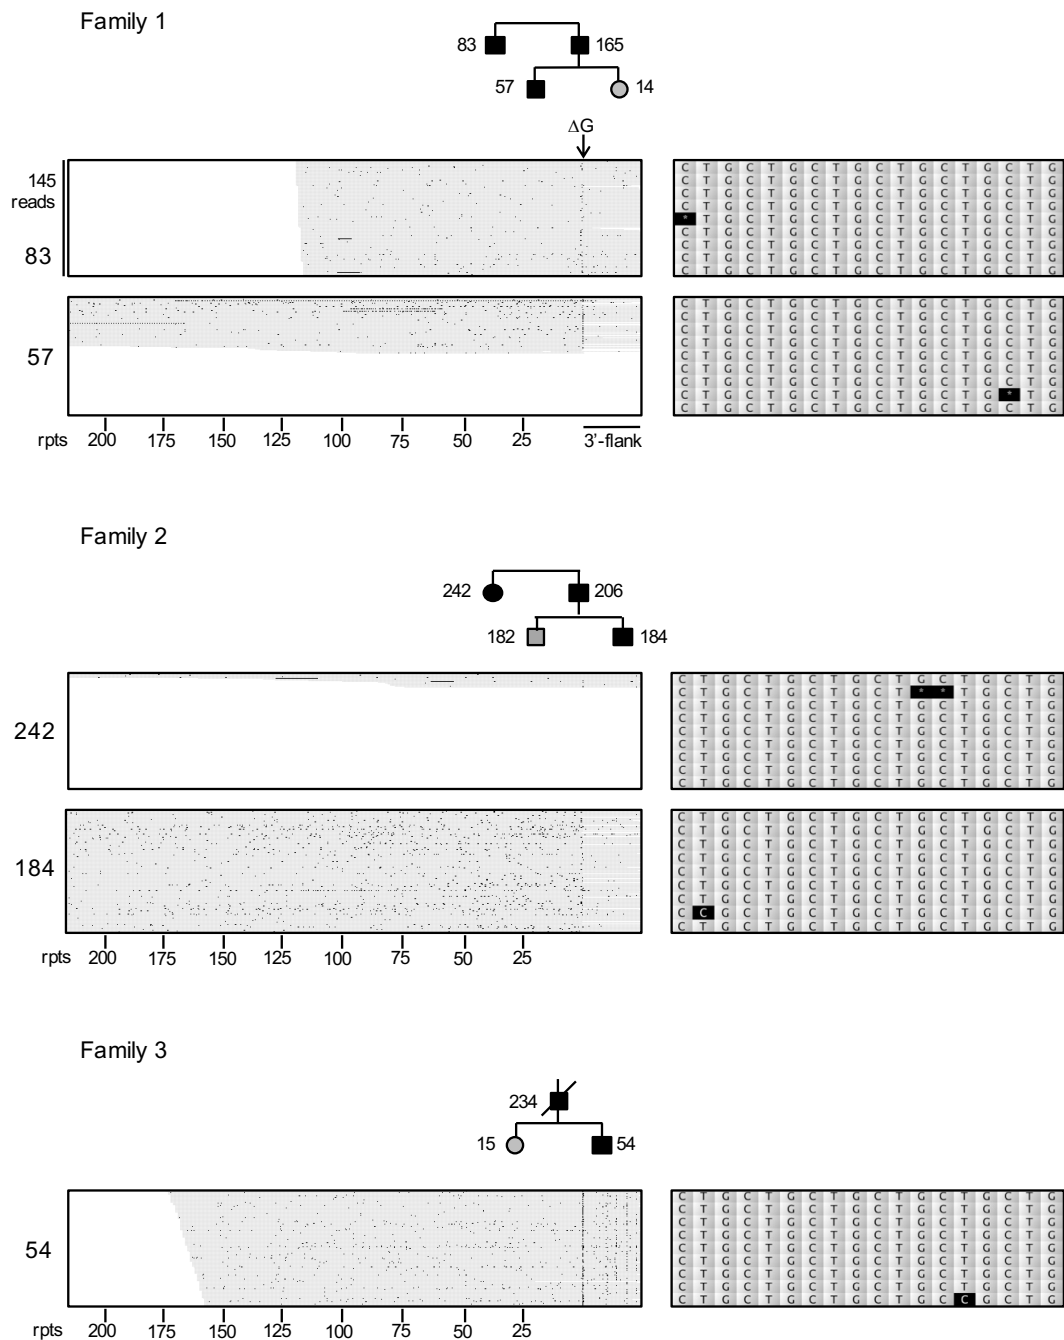 Family 1
83 165
57 14
ΔG
145
reads
83
C T G C T G C T G C T G C T G C T G
C T G C T G C T G C T G C T G C T G
C T G C T G C T G C T G C T G C T G
C T G C T G C T G C T G C T G C T G
* T G C T G C T G C T G C T G C T G
C T G C T G C T G C T G C T G C T G
C T G C T G C T G C T G C T G C T G
C T G C T G C T G C T G C T G C T G
C T G C T G C T G C T G C T G C T G
57
C T G C T G C T G C T G C T G C T G
C T G C T G C T G C T G C T G C T G
C T G C T G C T G C T G C T G C T G
C T G C T G C T G C T G C T G C T G
C T G C T G C T G C T G C T G C T G
C T G C T G C T G C T G C T G C T G
C T G C T G C T G C T G C T G C T G
C T G C T G C T G C T G C T G * T G
C T G C T G C T G C T G C T G C T G
rpts 200 175 150 125 100 75 50 25 3'-flank
Family 2
242 206
182 184
242
C T G C T G C T G C T G C T G C T G
C T G C T G C T G C T * * T G C T G
C T G C T G C T G C T G C T G C T G
C T G C T G C T G C T G C T G C T G
C T G C T G C T G C T G C T G C T G
C T G C T G C T G C T G C T G C T G
C T G C T G C T G C T G C T G C T G
C T G C T G C T G C T G C T G C T G
C T G C T G C T G C T G C T G C T G
184
C T G C T G C T G C T G C T G C T G
C T G C T G C T G C T G C T G C T G
C T G C T G C T G C T G C T G C T G
C T G C T G C T G C T G C T G C T G
C T G C T G C T G C T G C T G C T G
C T G C T G C T G C T G C T G C T G
C T G C T G C T G C T G C T G C T G
C C G C T G C T G C T G C T G C T G
C T G C T G C T G C T G C T G C T G
rpts 200 175 150 125 100 75 50 25
Family 3
234
15 54
54
C T G C T G C T G C T G C T G C T G
C T G C T G C T G C T G C T G C T G
C T G C T G C T G C T G C T G C T G
C T G C T G C T G C T G C T G C T G
C T G C T G C T G C T G C T G C T G
C T G C T G C T G C T G C T G C T G
C T G C T G C T G C T G C T G C T G
C T G C T G C T G C T G C T G C T G
C T G C T G C T G C T G C C G C T G
rpts 200 175 150 125 100 75 50 25